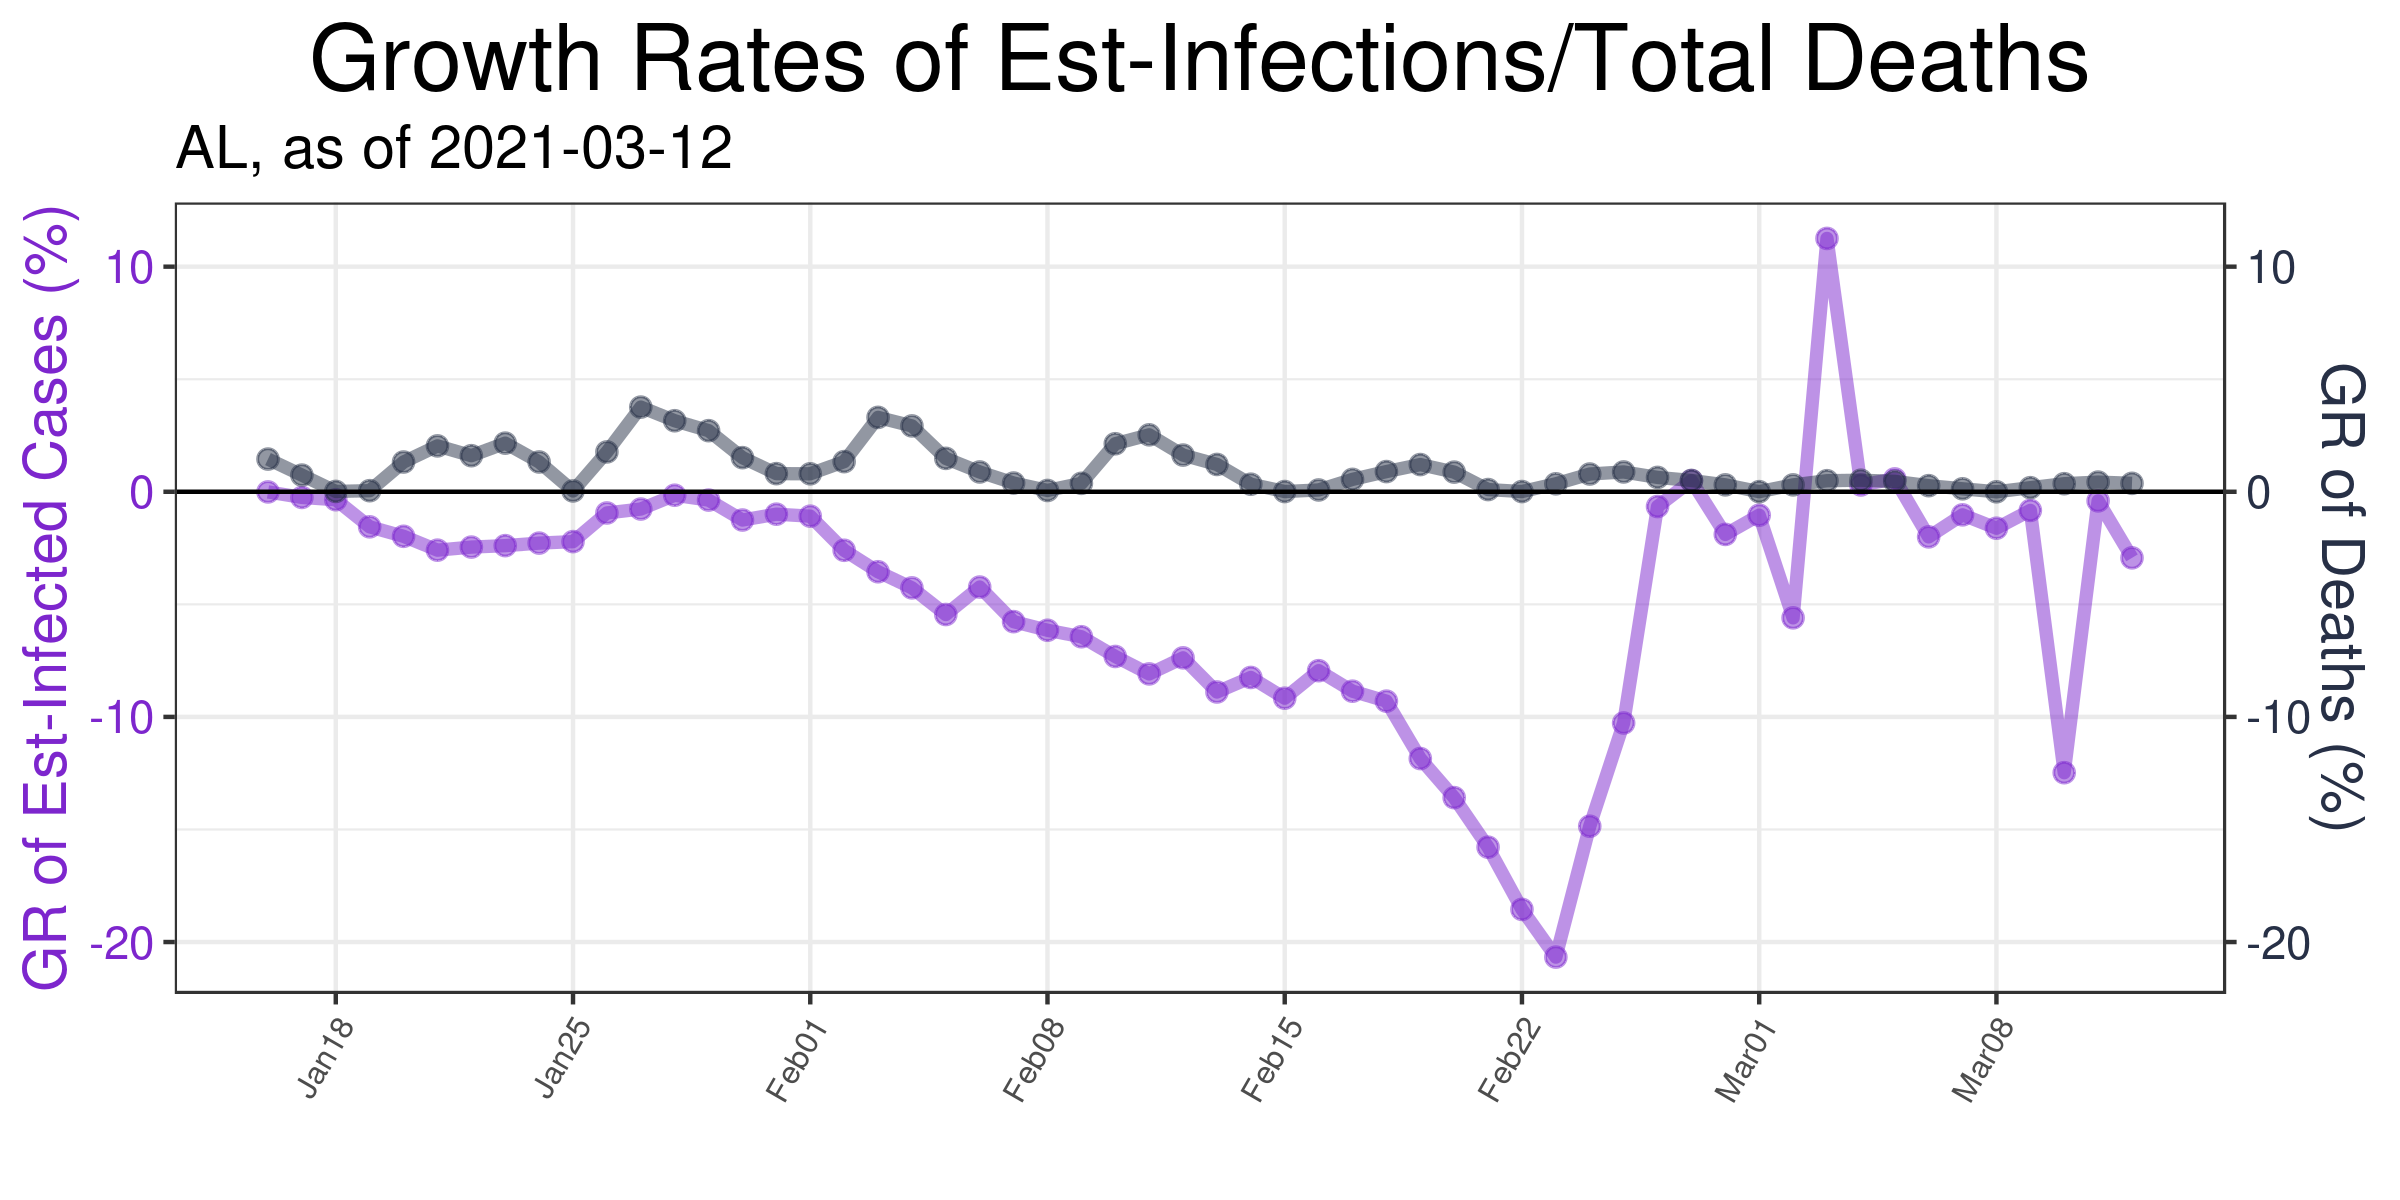 Growth Rates of Est-Infections/Total Deaths
AL, as of 2021-03-12
GR of Est-Infected Cases (%)
10
0
-10
-20
10
0
-10
-20
GR of Deaths (%)
Jan18
Jan25
Feb01
Feb08
Feb15
Feb22
Mar01
Mar08